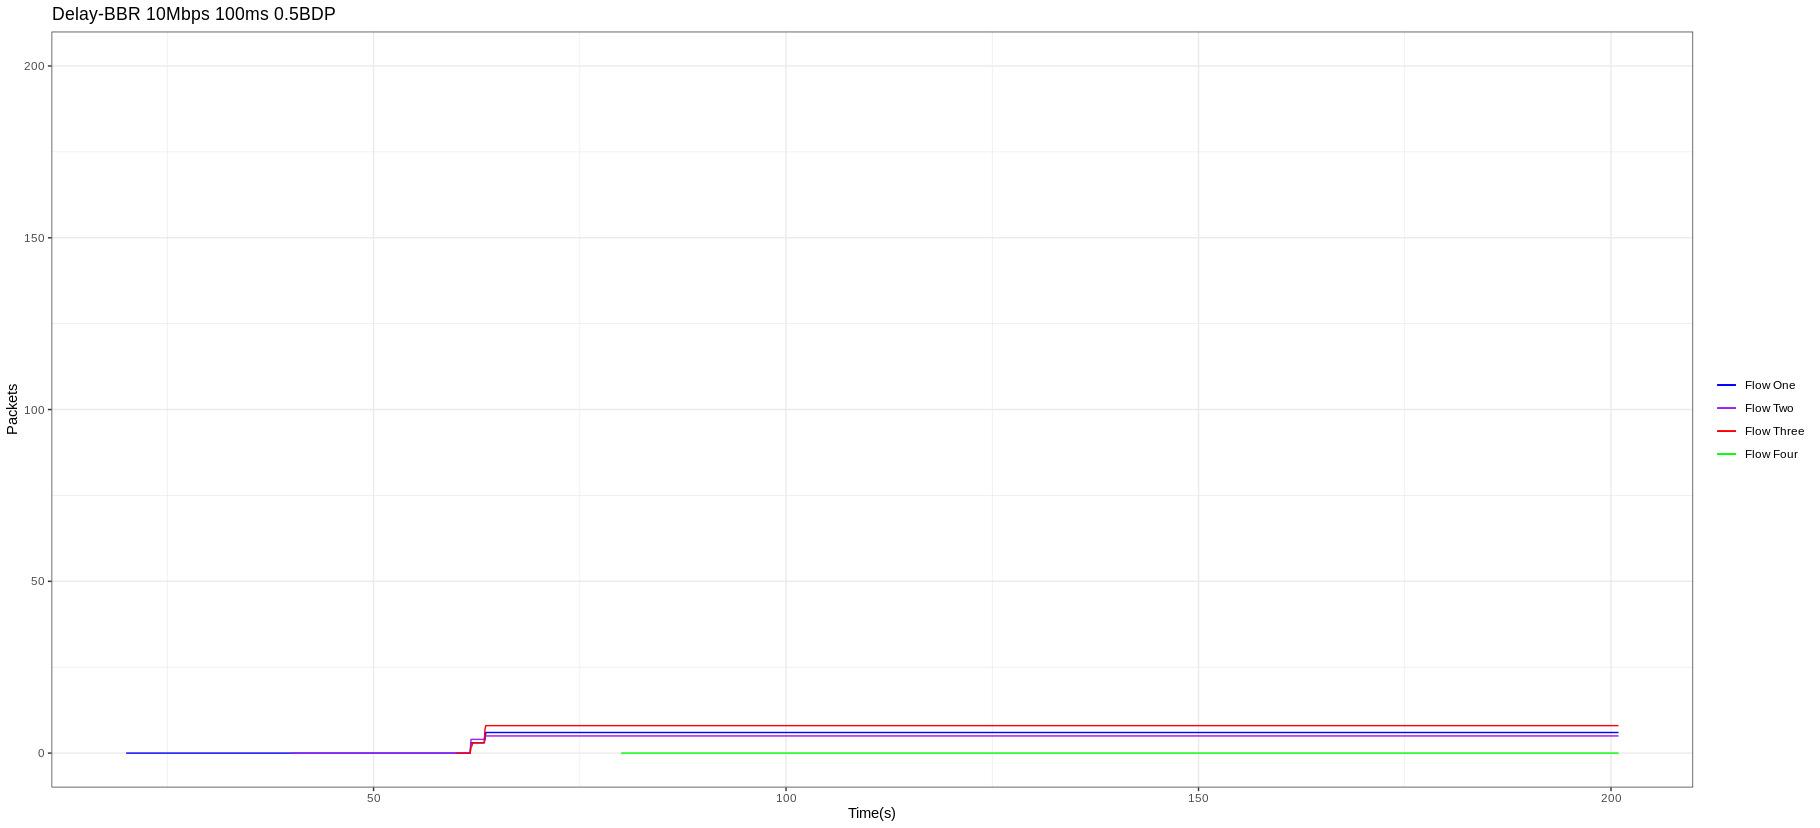 Delay-BBR 10Mbps 100ms 0.5BDP
200
150
100
50
0
Packets
50
100
150
200
Time(s)
Flow One
Flow Two
Flow Three
Flow Four